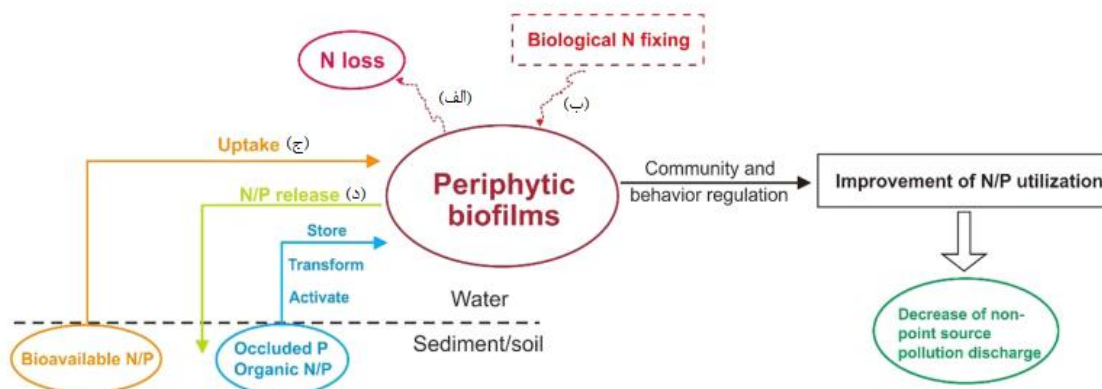 N loss
Biological N fixing
(الف)
(ب)
Uptake (ج)
N/P release (د)
Store
Transform
Activate
Periphytic
biofilms
Community and
behavior regulation
Improvement of N/P utilization
Water
Sediment/soil
Bioavailable N/P
Occluded P
Organic N/P
Decrease of non-
point source
pollution discharge